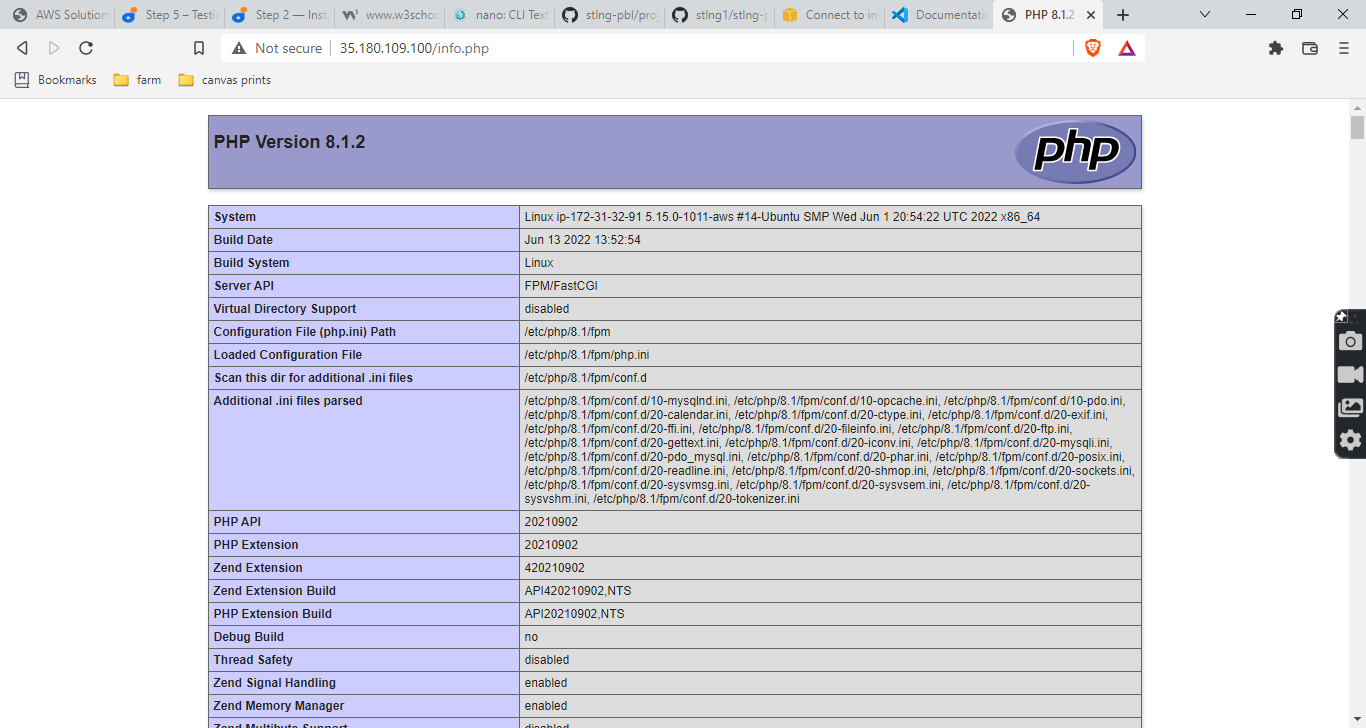 AWS Solution
Step 5 – Testin
Step 2 — Inst
www.w3schoo
nano: CLI Text
stlng-pbl/proj
stlng1/stlng-p
Connect to in
Documentatic
PHP 8.1.2
Not secure
35.180.109.100/info.php
Bookmarks
farm
canvas prints
PHP Version 8.1.2
php
System Linux ip-172-31-32-91 5.15.0-1011-aws #14-Ubuntu SMP Wed Jun 1 20:54:22 UTC 2022 x86_64
Build Date Jun 13 2022 13:52:54
Build System Linux
Server API FPM/FastCGI
Virtual Directory Support disabled
Configuration File (php.ini) Path /etc/php/8.1/fpm
Loaded Configuration File /etc/php/8.1/fpm/php.ini
Scan this dir for additional .ini files /etc/php/8.1/fpm/conf.d
Additional .ini files parsed /etc/php/8.1/fpm/conf.d/10-mysqlnd.ini, /etc/php/8.1/fpm/conf.d/10-opcache.ini, /etc/php/8.1/fpm/conf.d/10-pdo.ini,
/etc/php/8.1/fpm/conf.d/20-calendar.ini, /etc/php/8.1/fpm/conf.d/20-ctype.ini, /etc/php/8.1/fpm/conf.d/20-exif.ini,
/etc/php/8.1/fpm/conf.d/20-ffi.ini, /etc/php/8.1/fpm/conf.d/20-fileinfo.ini, /etc/php/8.1/fpm/conf.d/20-ftp.ini,
/etc/php/8.1/fpm/conf.d/20-gettext.ini, /etc/php/8.1/fpm/conf.d/20-iconv.ini, /etc/php/8.1/fpm/conf.d/20-mysqli.ini,
/etc/php/8.1/fpm/conf.d/20-pdo_mysql.ini, /etc/php/8.1/fpm/conf.d/20-phar.ini, /etc/php/8.1/fpm/conf.d/20-posix.ini,
/etc/php/8.1/fpm/conf.d/20-readline.ini, /etc/php/8.1/fpm/conf.d/20-shmop.ini, /etc/php/8.1/fpm/conf.d/20-sockets.ini,
/etc/php/8.1/fpm/conf.d/20-sysvmsg.ini, /etc/php/8.1/fpm/conf.d/20-sysvsem.ini, /etc/php/8.1/fpm/conf.d/20-
sysvshm.ini, /etc/php/8.1/fpm/conf.d/20-tokenizer.ini
PHP API 20210902
PHP Extension 20210902
Zend Extension 420210902
Zend Extension Build API420210902,NTS
PHP Extension Build API20210902,NTS
Debug Build no
Thread Safety disabled
Zend Signal Handling enabled
Zend Memory Manager enabled
Zend Multibyte Support disabled